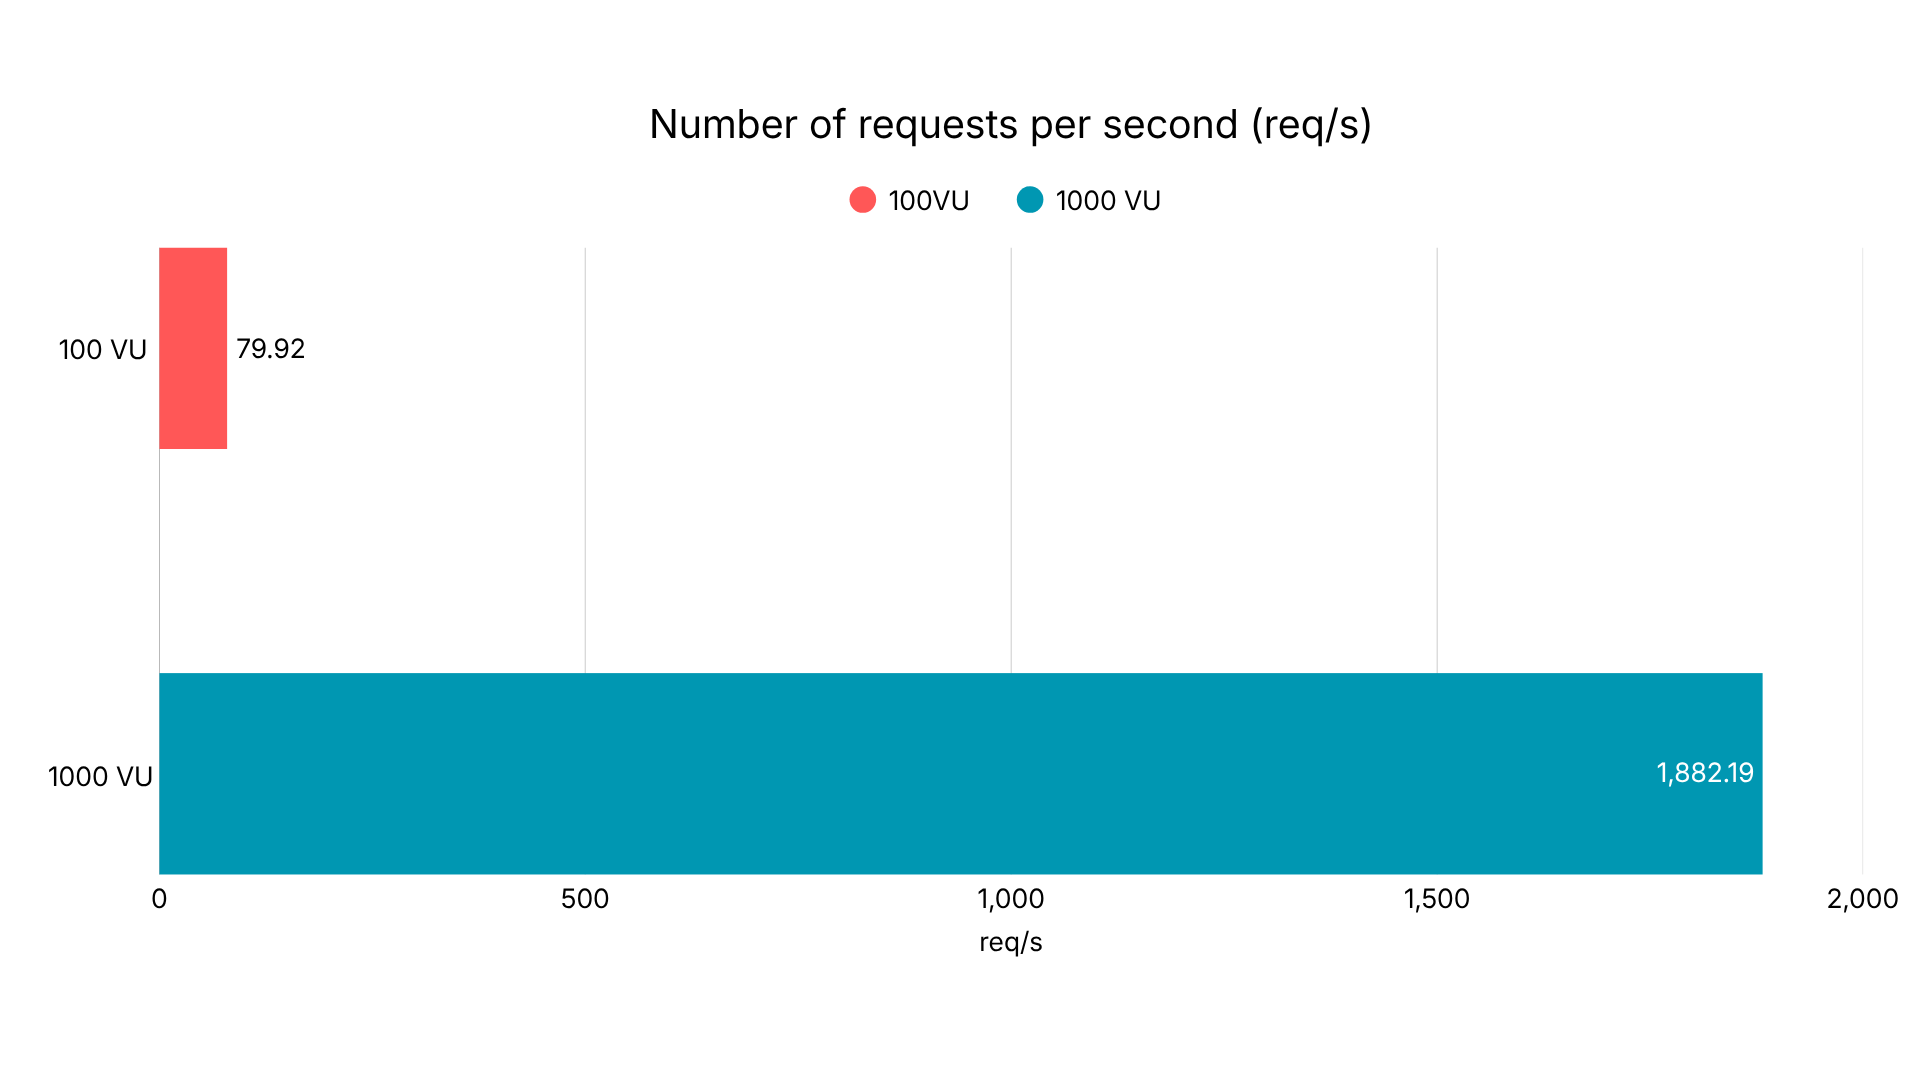 Number of requests per second (req/s)
100VU 1000 VU
100 VU 79.92
1000 VU 1,882.19
0 500 1,000 1,500 2,000
req/s